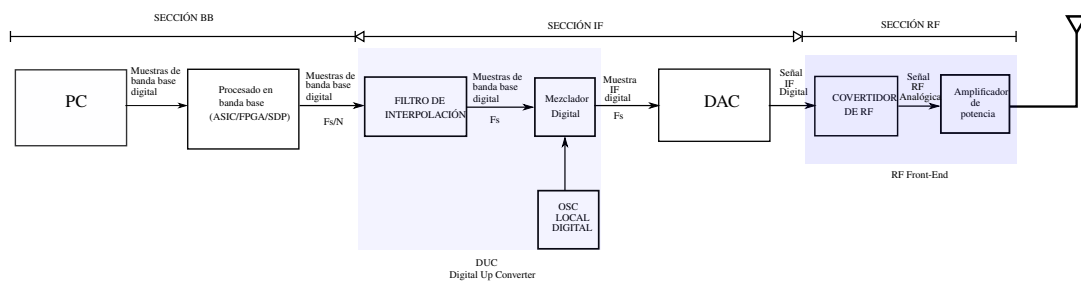 SECCIÓN BB
SECCIÓN IF
SECCIÓN RF
PC
Muestras de
banda base
digital
Procesado en
banda base
(ASIC/FPGA/SDP)
Muestras de
banda base
digital
Fs/N
FILTRO DE
INTERPOLACIÓN
Muestras de
banda base
digital
Fs
Mezclador
Digital
Muestra
IF
digital
Fs
DAC
Señal
IF
Digital
COVERTIDOR
DE RF
Señal
RF
Analógica
Amplificador
de
potencia
OSC
LOCAL
DIGITAL
RF Front-End
DUC
Digital Up Converter